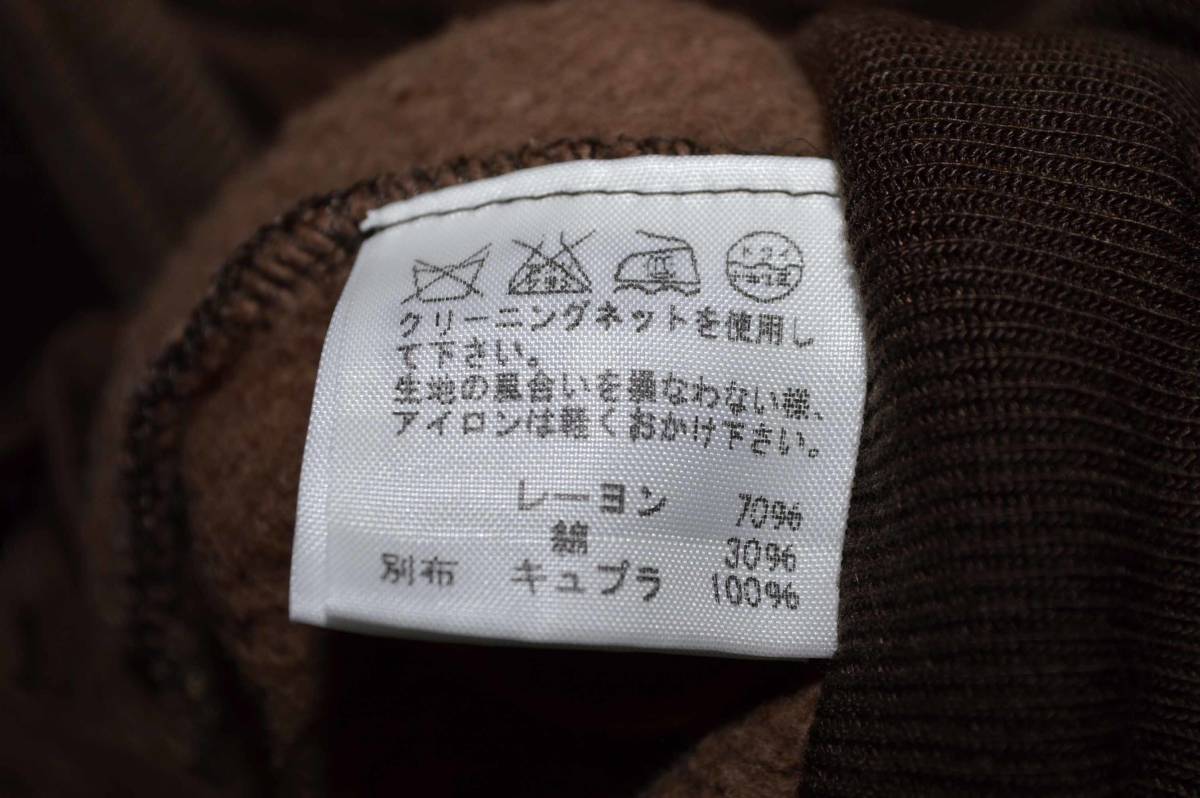 クリーニングネットを使用し
て下さい。
生地の風合いを損なわない様、
アイロンは軽くおかけ下さい。
レーヨン 70%
綿 30%
別布 キュプラ 100%